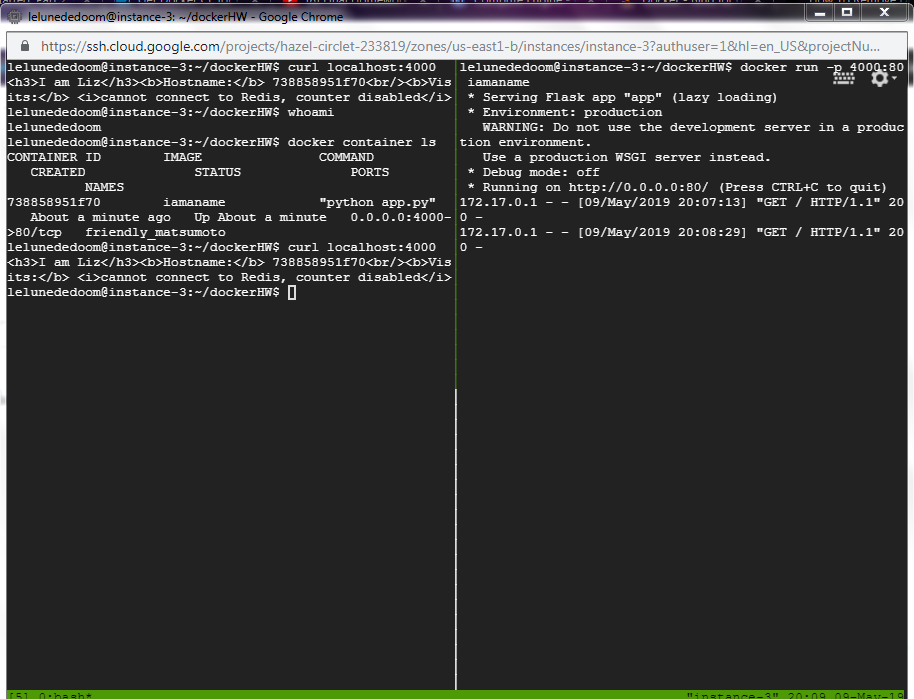 lelunededoom@instance-3: ~/dockerHW - Google Chrome
https://ssh.cloud.google.com/projects/hazel-circlet-233819/zones/us-east1-b/instances/instance-3?authuser=1&hl=en_US&projectNu...
lelunededoom@instance-3:~/dockerHW$ curl localhost:4000
<h3>I am Liz</h3><b>Hostname:</b> 738858951f70<br/><b>Vis
its:</b> <i>cannot connect to Redis, counter disabled</i>
lelunededoom@instance-3:~/dockerHW$ whoami
lelunededoom
lelunededoom@instance-3:~/dockerHW$ docker container ls
CONTAINER ID        IMAGE               COMMAND
   CREATED              STATUS              PORTS
          NAMES
738858951f70        iamaname            "python app.py"
   About a minute ago   Up About a minute   0.0.0.0:4000-
>80/tcp   friendly_matsumoto
lelunededoom@instance-3:~/dockerHW$ curl localhost:4000
<h3>I am Liz</h3><b>Hostname:</b> 738858951f70<br/><b>Vis
its:</b> <i>cannot connect to Redis, counter disabled</i>
lelunededoom@instance-3:~/dockerHW$
lelunededoom@instance-3:~/dockerHW$ docker run -p 4000:80
 iamaname
 * Serving Flask app "app" (lazy loading)
 * Environment: production
   WARNING: Do not use the development server in a produc
tion environment.
   Use a production WSGI server instead.
 * Debug mode: off
 * Running on http://0.0.0.0:80/ (Press CTRL+C to quit)
172.17.0.1 - - [09/May/2019 20:07:13] "GET / HTTP/1.1" 20
0 -
172.17.0.1 - - [09/May/2019 20:08:29] "GET / HTTP/1.1" 20
0 -
[5] 0:bash*
"instance-3" 20:09 09-May-19